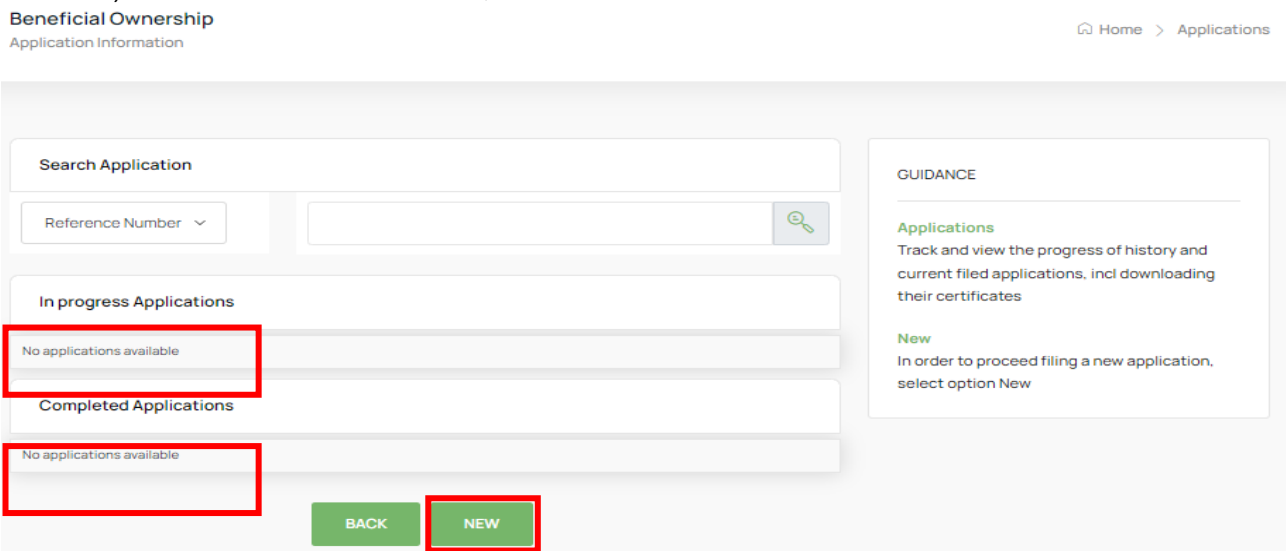 Beneficial Ownership
Application Information
Home > Applications
Search Application
Reference Number
In progress Applications
No applications available
Completed Applications
No applications available
BACK
NEW
GUIDANCE
Applications
Track and view the progress of history and
current filed applications, incl downloading
their certificates
New
In order to proceed filing a new application,
select option New